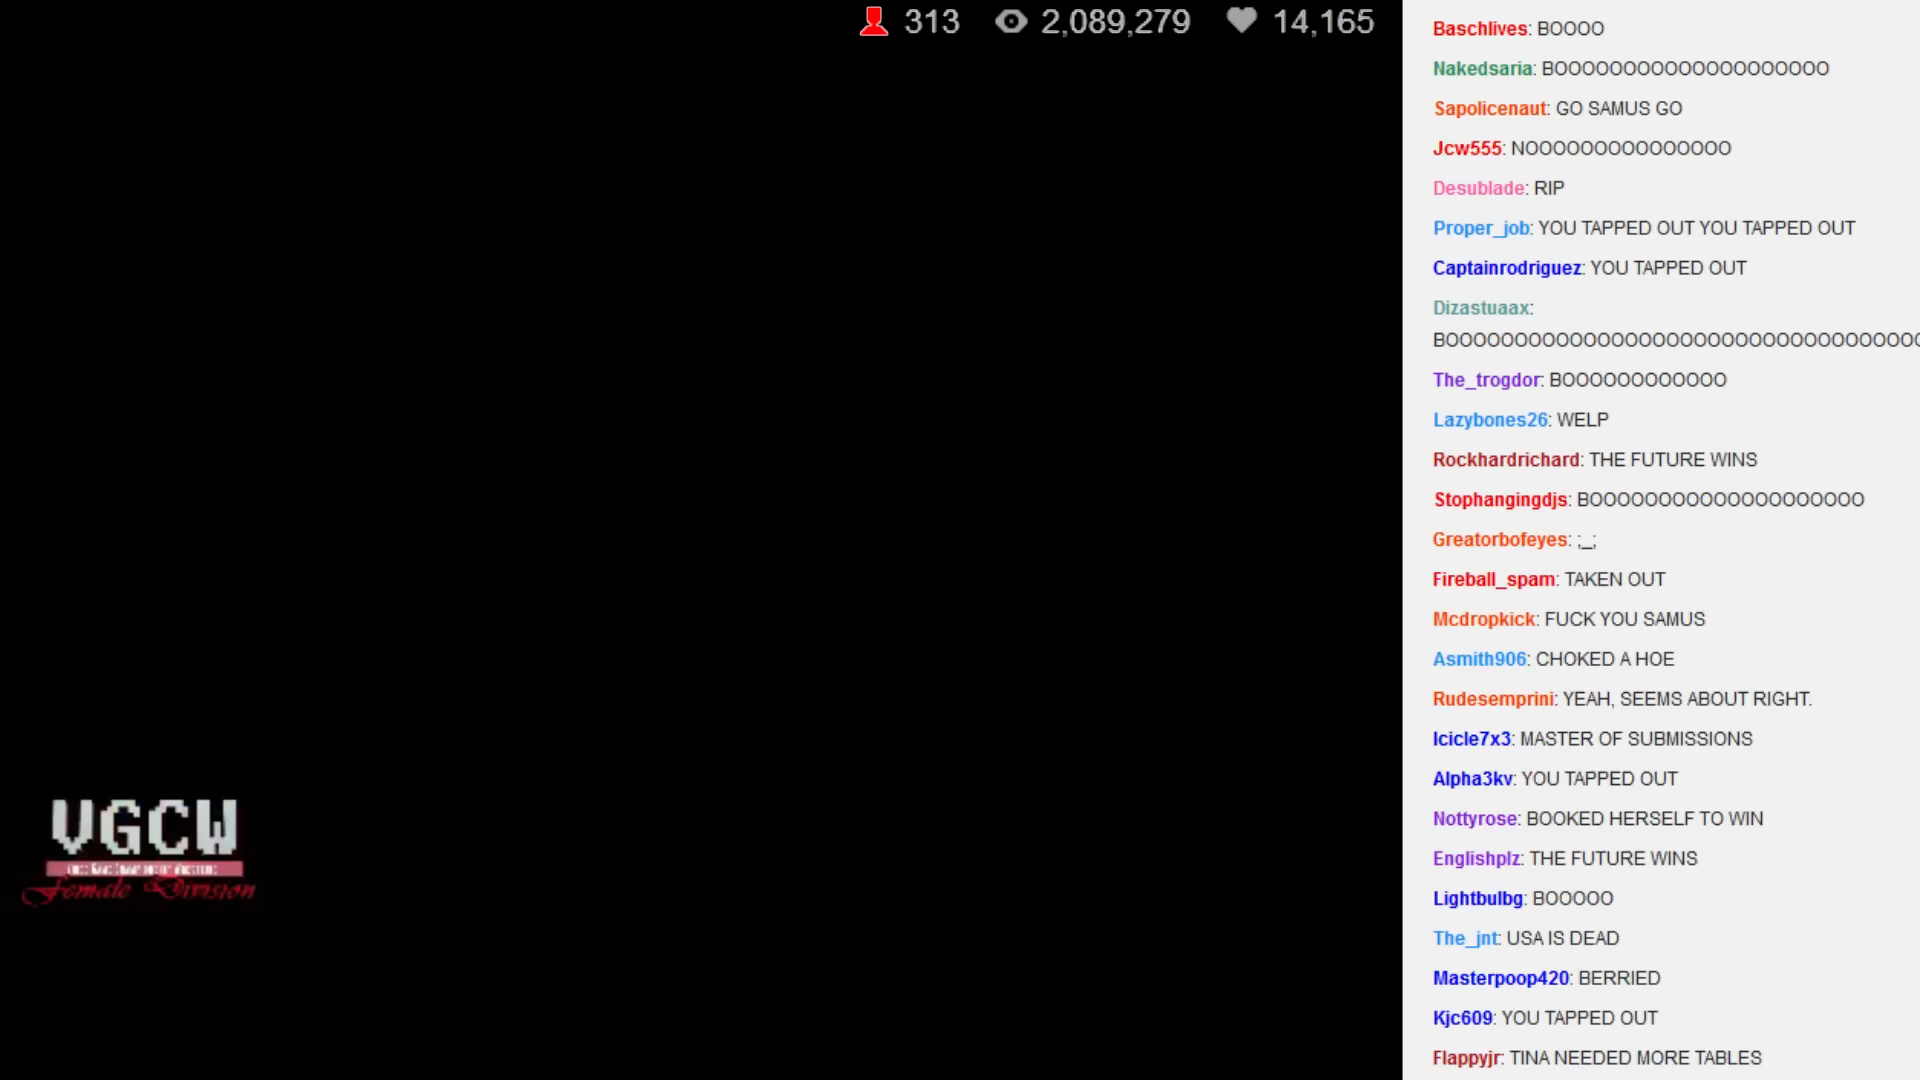 313 2,089,279 14,165
Baschlives: BOOOO
Nakedsaria: BOOOOOOOOOOOOOOOOOOOO
Sapolicenaut: GO SAMUS GO
Jcw555: NOOOOOOOOOOOOOOO
Desublade: RIP
Proper_job: YOU TAPPED OUT YOU TAPPED OUT
Captainrodriguez: YOU TAPPED OUT
Dizastuaax:
BOOOOOOOOOOOOOOOOOOOOOOOOOOOOOOOOOOO
The_trogdor: BOOOOOOOOOOOO
Lazybones26: WELP
Rockhardrichard: THE FUTURE WINS
Stophangingdjs: BOOOOOOOOOOOOOOOOOOOO
Greatorbofeyes: ;_;
Fireball_spam: TAKEN OUT
Mcdropkick: FUCK YOU SAMUS
Asmith906: CHOKED A HOE
Rudesemprini: YEAH, SEEMS ABOUT RIGHT.
Icicle7x3: MASTER OF SUBMISSIONS
Alpha3kv: YOU TAPPED OUT
Nottyrose: BOOKED HERSELF TO WIN
Englishplz: THE FUTURE WINS
Lightbulbg: BOOOOO
The_jnt: USA IS DEAD
Masterpoop420: BERRIED
Kjc609: YOU TAPPED OUT
Flappyjr: TINA NEEDED MORE TABLES
VGCW
Female Division